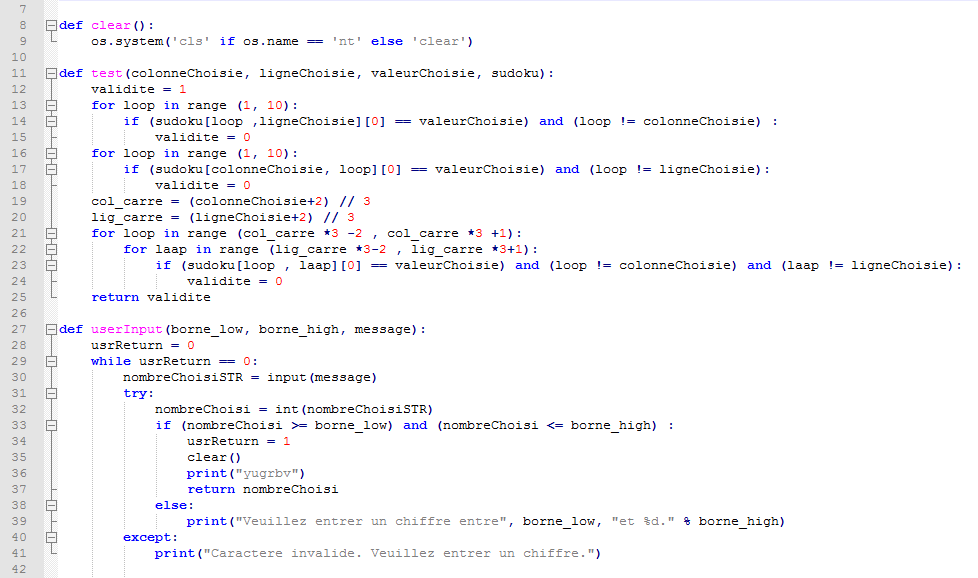 7
8 def clear():
9 os.system('cls' if os.name == 'nt' else 'clear')
10
11 def test(colonneChoisie, ligneChoisie, valeurChoisie, sudoku):
12 validite = 1
13 for loop in range (1, 10):
14 if (sudoku[loop ,ligneChoisie][0] == valeurChoisie) and (loop != colonneChoisie) :
15 validite = 0
16 for loop in range (1, 10):
17 if (sudoku[colonneChoisie, loop][0] == valeurChoisie) and (loop != ligneChoisie):
18 validite = 0
19 col_carre = (colonneChoisie+2) // 3
20 lig_carre = (ligneChoisie+2) // 3
21 for loop in range (col_carre *3 -2 , col_carre *3 +1):
22 for laap in range (lig_carre *3-2 , lig_carre *3+1):
23 if (sudoku[loop , laap][0] == valeurChoisie) and (loop != colonneChoisie) and (laap != ligneChoisie):
24 validite = 0
25 return validite
26
27 def userInput(borne_low, borne_high, message):
28 usrReturn = 0
29 while usrReturn == 0:
30 nombreChoisiSTR = input(message)
31 try:
32 nombreChoisi = int(nombreChoisiSTR)
33 if (nombreChoisi >= borne_low) and (nombreChoisi <= borne_high) :
34 usrReturn = 1
35 clear()
36 print("yugrbv")
37 return nombreChoisi
38 else:
39 print("Veuillez entrer un chiffre entre", borne_low, "et %d." % borne_high)
40 except:
41 print("Caractere invalide. Veuillez entrer un chiffre.")
42